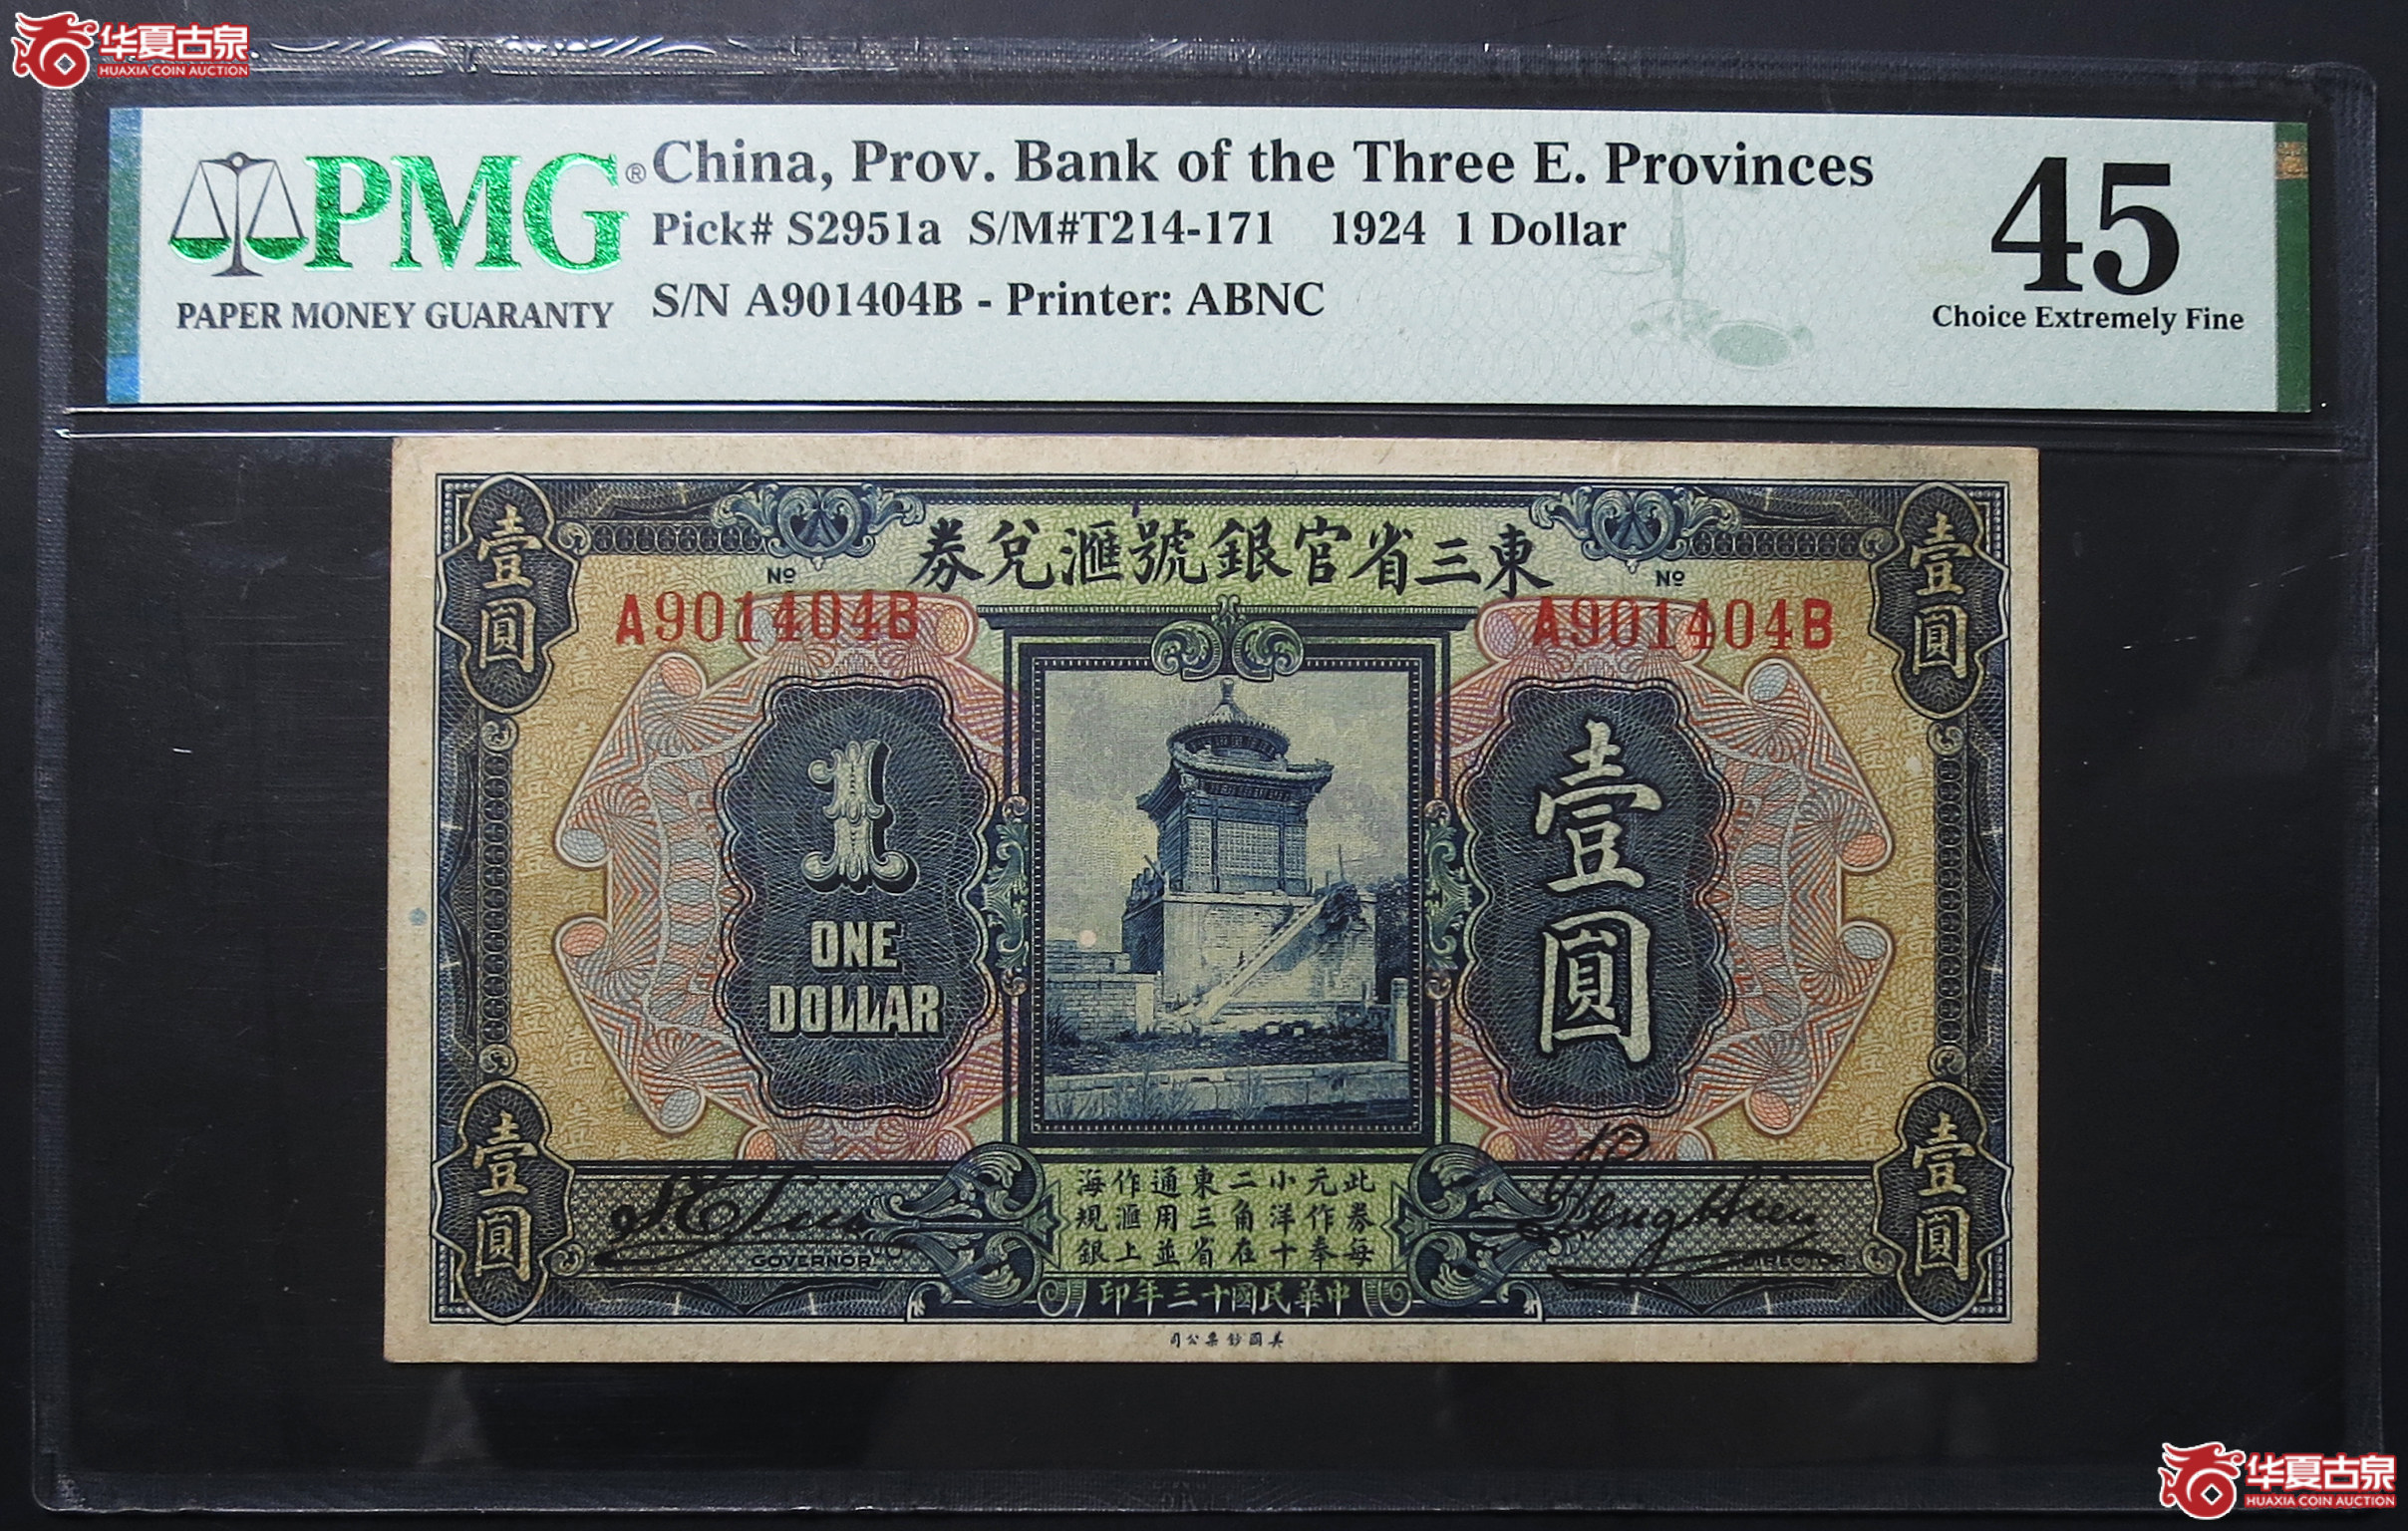 华夏古泉
HUAXIA COIN AUCTION
PMG®
PAPER MONEY GUARANTY
China, Prov. Bank of the Three E. Provinces
Pick# S2951a S/M#T214-171 1924 1 Dollar
S/N A901404B - Printer: ABNC
45
Choice Extremely Fine
東三省官銀號滙兌券
壹圓
壹圓
Nº
Nº
A901404B
A901404B
1
ONE
DOLLAR
壹圓
此券每
元作奉
小洋十
二角在
東三省
通用並
作滙上
海規銀
GOVERNOR
DIRECTOR
壹圓
壹圓
中華民國十三年印
美國鈔票公司
华夏古泉
HUAXIA COIN AUCTION